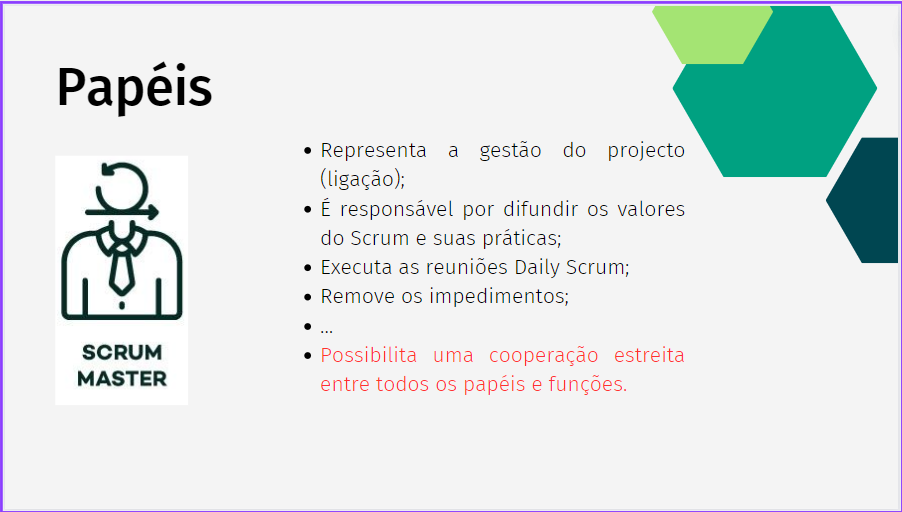 Papéis
SCRUM
MASTER
• Representa a gestão do projecto
(ligação);
• É responsável por difundir os valores
do Scrum e suas práticas;
• Executa as reuniões Daily Scrum;
• Remove os impedimentos;
• ...
• Possibilita uma cooperação estreita
entre todos os papéis e funções.